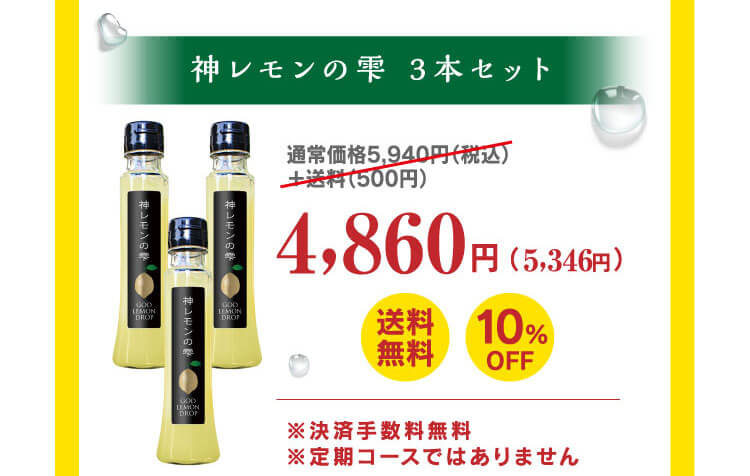 神レモンの雫 3本セット
通常価格5,940円(税込)
+送料(500円)
4,860円(5,346円)
送料
無料
10%
OFF
神レモンの雫
GOD
LEMON
DROP
神レモンの雫
GOD
LEMON
DROP
神レモンの雫
GOD
LEMON
DROP
※決済手数料無料
※定期コースではありません